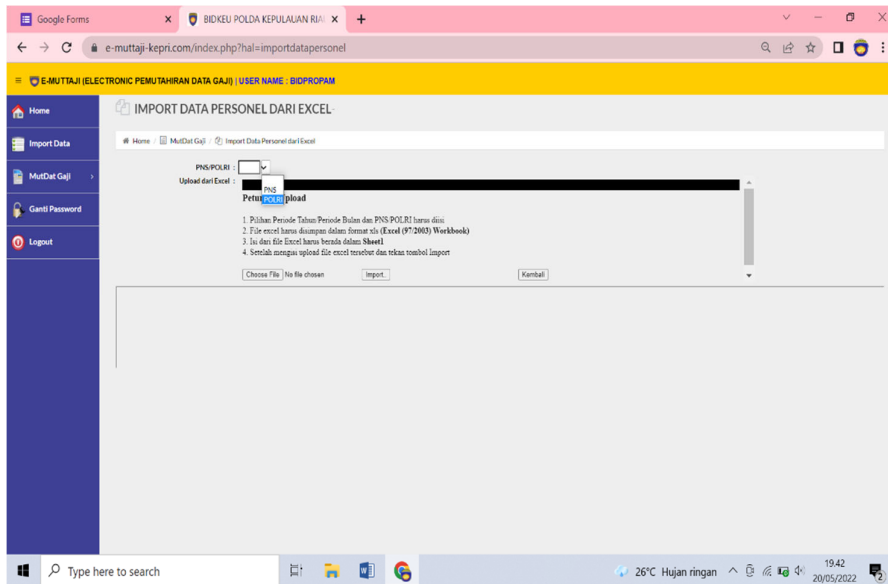 Google Forms
BIDKEU POLDA KEPULAUAN RIA
e-muttaji-kepri.com/index.php?hal=importdatapersonel
E-MUTTAJI (ELECTRONIC PEMUTAHIRAN DATA GAJI) | USER NAME : BIDPROPAM
Home
Import Data
MutDat Gaji
Ganti Password
Logout
IMPORT DATA PERSONEL DARI EXCEL
Home / MutDat Gaji / Import Data Personel dari Excel
PNS/POLRI :
PNS
POLRI
Upload dari Excel :
Petun pload
1. Pilihan Periode Tahun/Periode Bulan dan PNS/POLRI harus diisi
2. File excel harus disimpan dalam format xls (Excel (97/2003) Workbook)
3. Isi dari file Excel harus berada dalam Sheet1
4. Setelah mengisi upload file excel tersebut dan tekan tombol Import
Choose File No file chosen Import.. Kembali
Type here to search
26°C Hujan ringan
19.42
20/05/2022
2